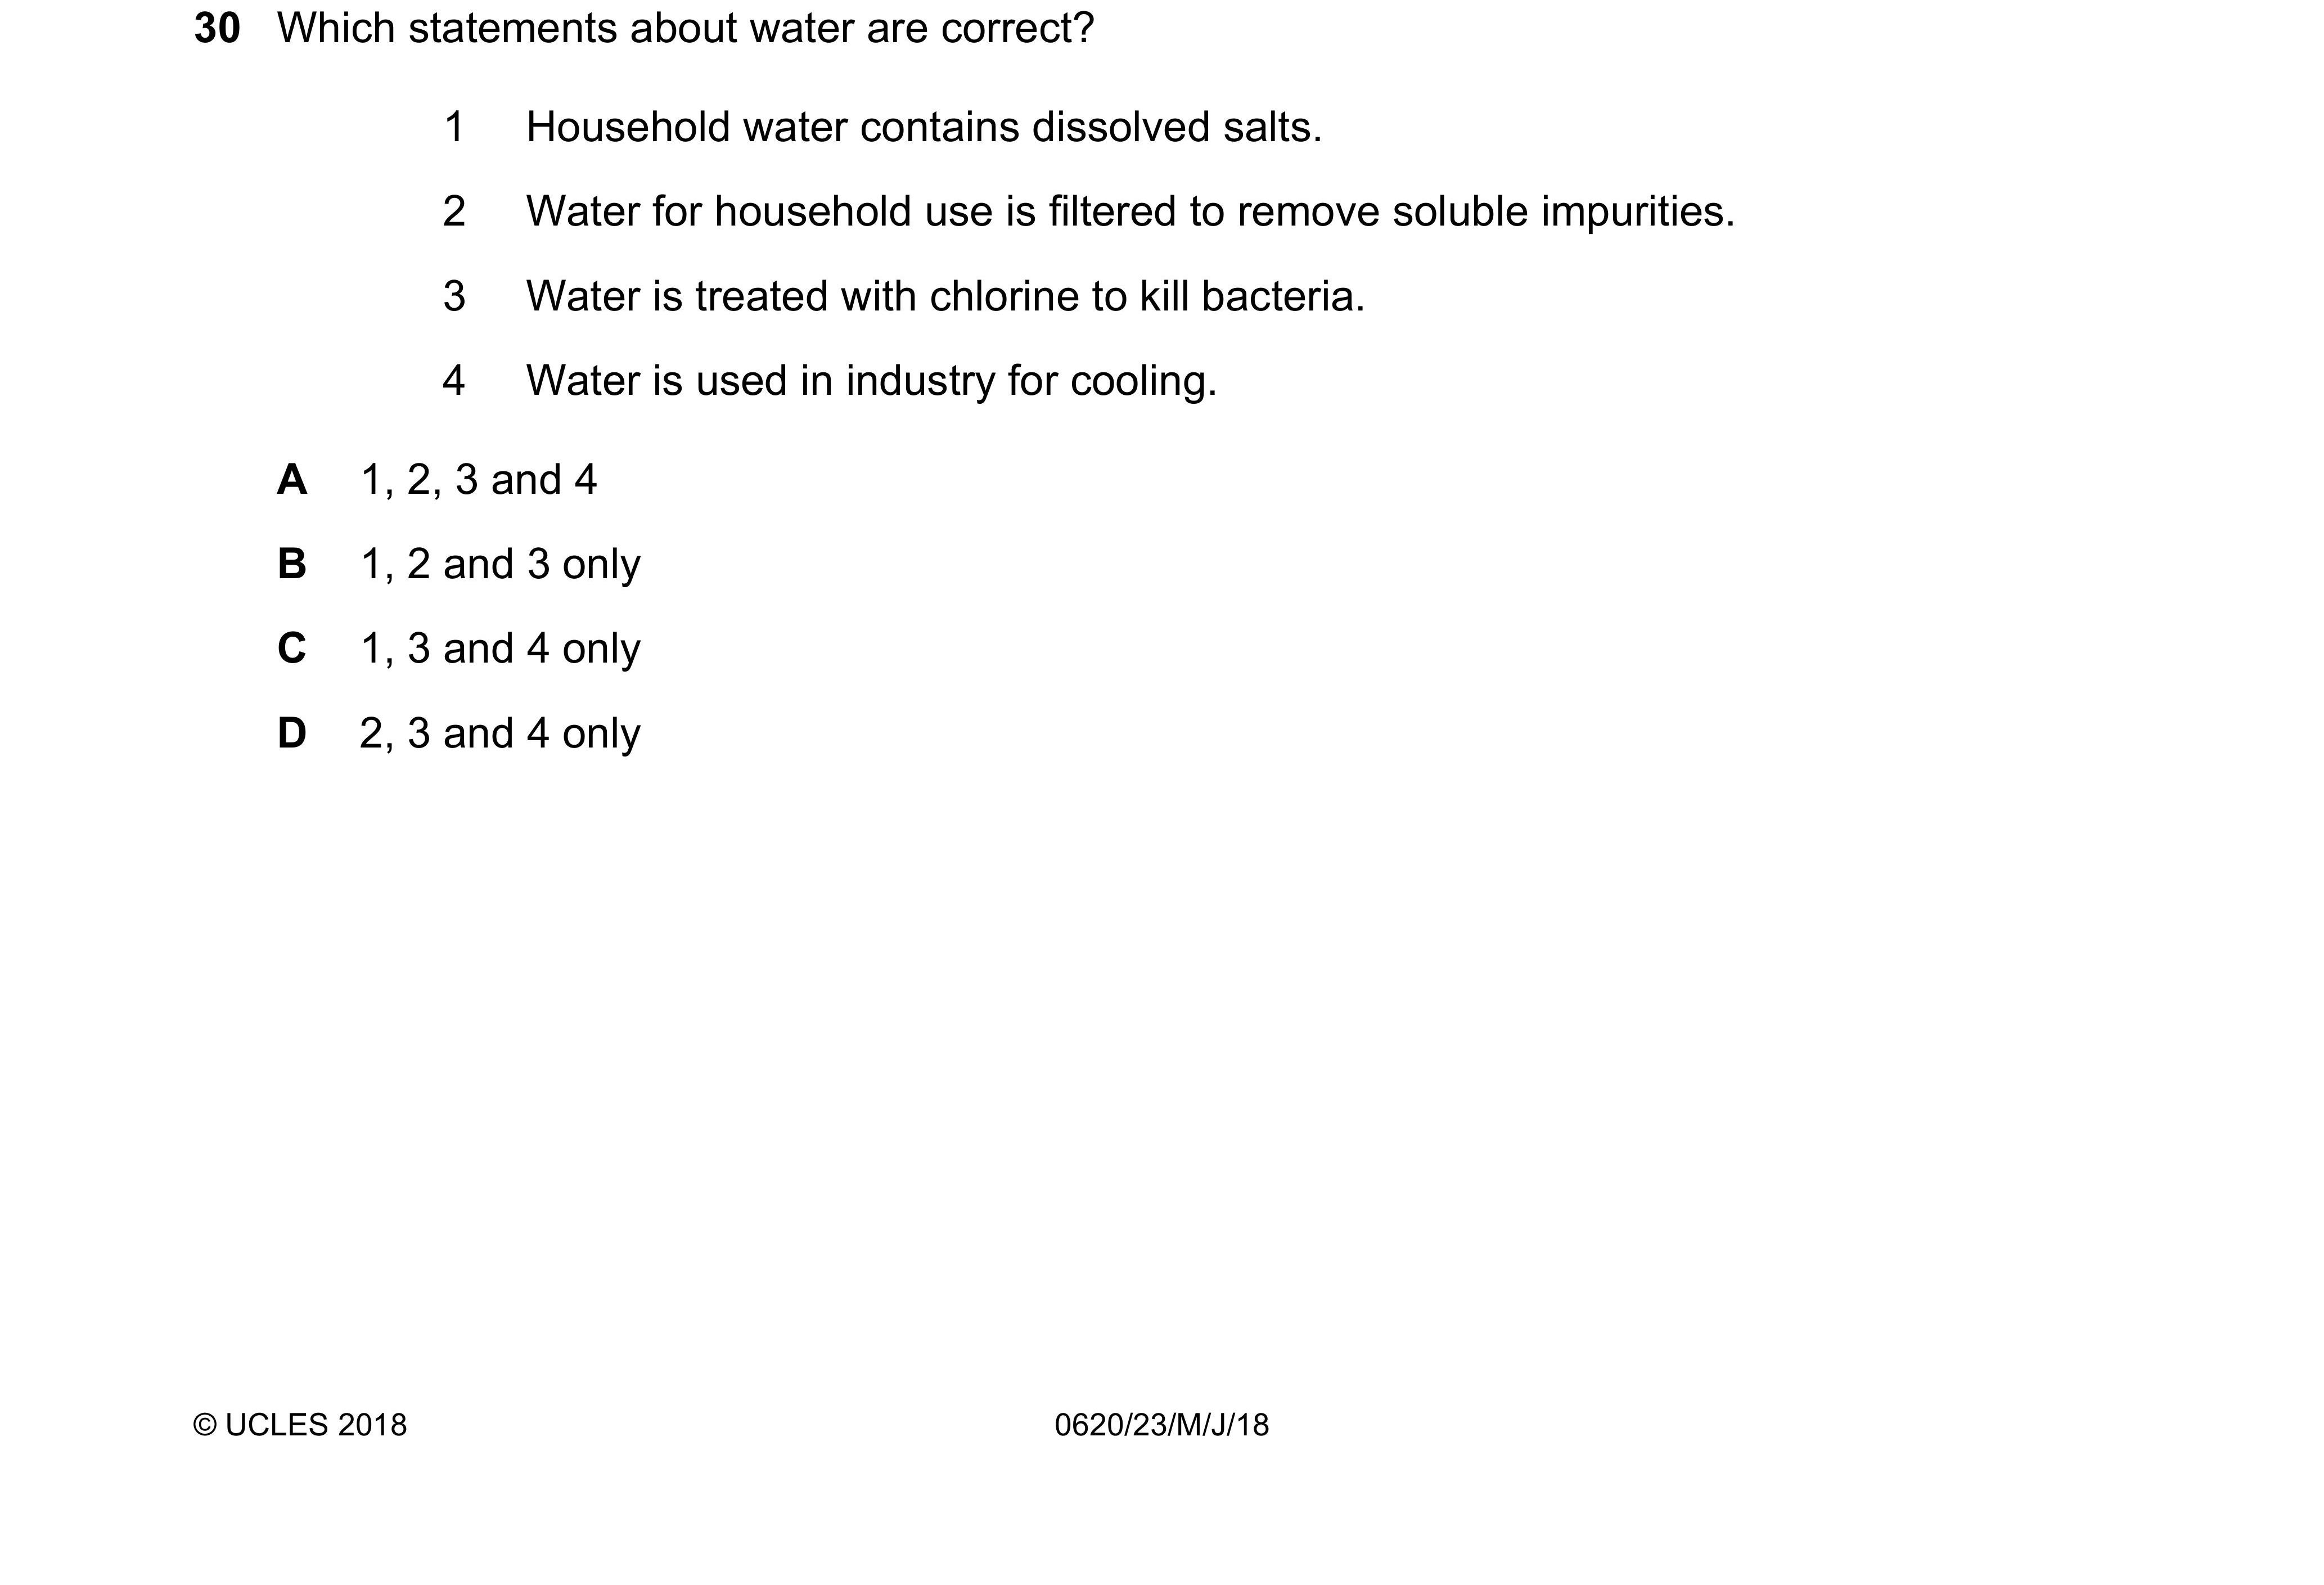 30 Which statements about water are correct?
1 Household water contains dissolved salts.
2 Water for household use is filtered to remove soluble impurities.
3 Water is treated with chlorine to kill bacteria.
4 Water is used in industry for cooling.
A 1, 2, 3 and 4
B 1, 2 and 3 only
C 1, 3 and 4 only
D 2, 3 and 4 only
© UCLES 2018 0620/23/M/J/18